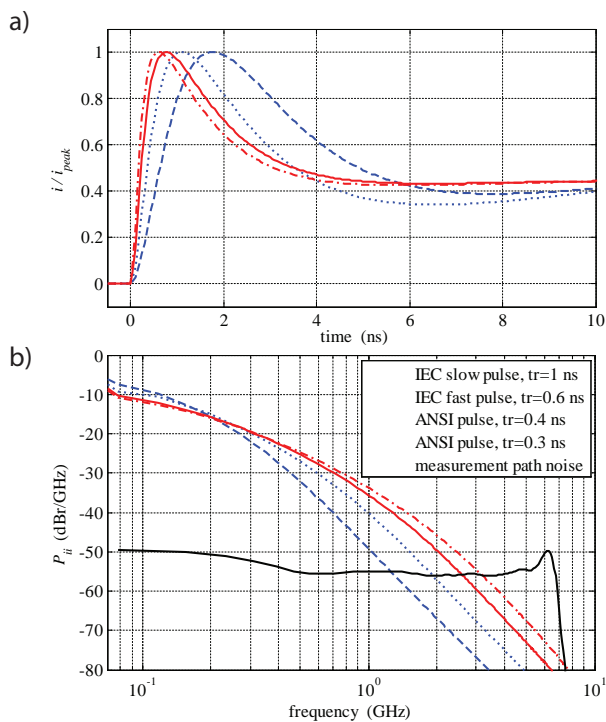 a)
i / i_peak
1
0.8
0.6
0.4
0.2
0
0
2
4
6
8
10
time (ns)
b)
P_ii (dBr/GHz)
0
-10
-20
-30
-40
-50
-60
-70
-80
IEC slow pulse, tr=1 ns
IEC fast pulse, tr=0.6 ns
ANSI pulse, tr=0.4 ns
ANSI pulse, tr=0.3 ns
measurement path noise
10^-1
10^0
10^1
frequency (GHz)